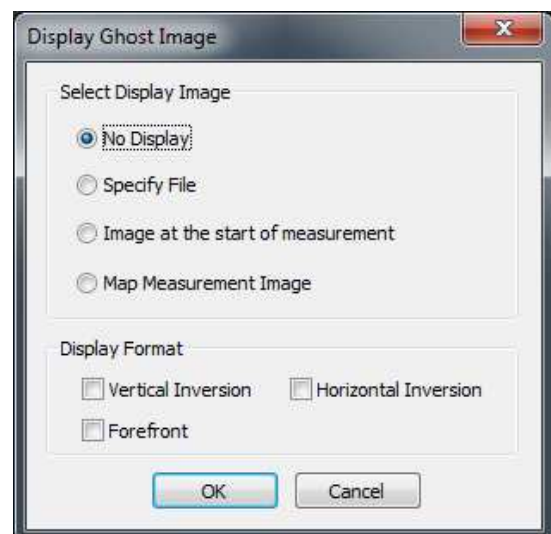 Display Ghost Image
Select Display Image
No Display
Specify File
Image at the start of measurement
Map Measurement Image
Display Format
Vertical Inversion Horizontal Inversion
Forefront
OK Cancel